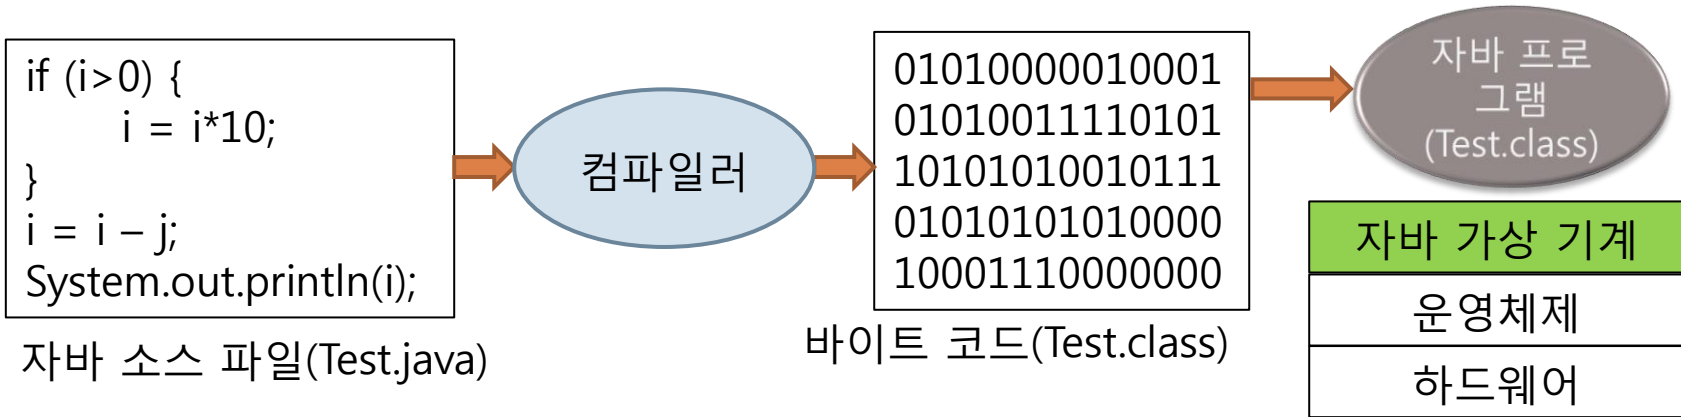 if (i>0) {
i = i*10;
}
i = i – j;
System.out.println(i);
자바 소스 파일(Test.java)
컴파일러
01010000010001
01010011110101
10101010010111
01010101010000
10001110000000
바이트 코드(Test.class)
자바 프로
그램
(Test.class)
자바 가상 기계
운영체제
하드웨어